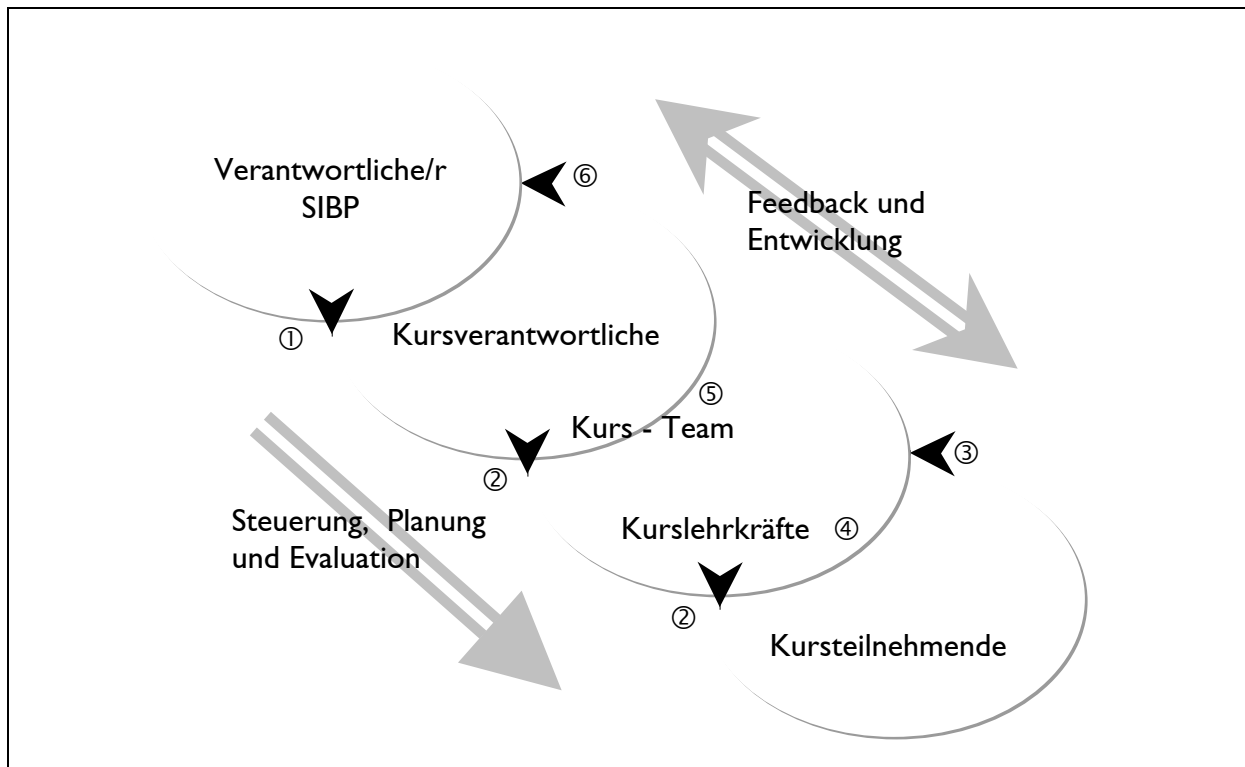 Verantwortliche/r
SIBP
⑥
Feedback und
Entwicklung
①
Kursverantwortliche
⑤
Kurs - Team
②
③
Steuerung, Planung
und Evaluation
Kurslehrkräfte ④
②
Kursteilnehmende